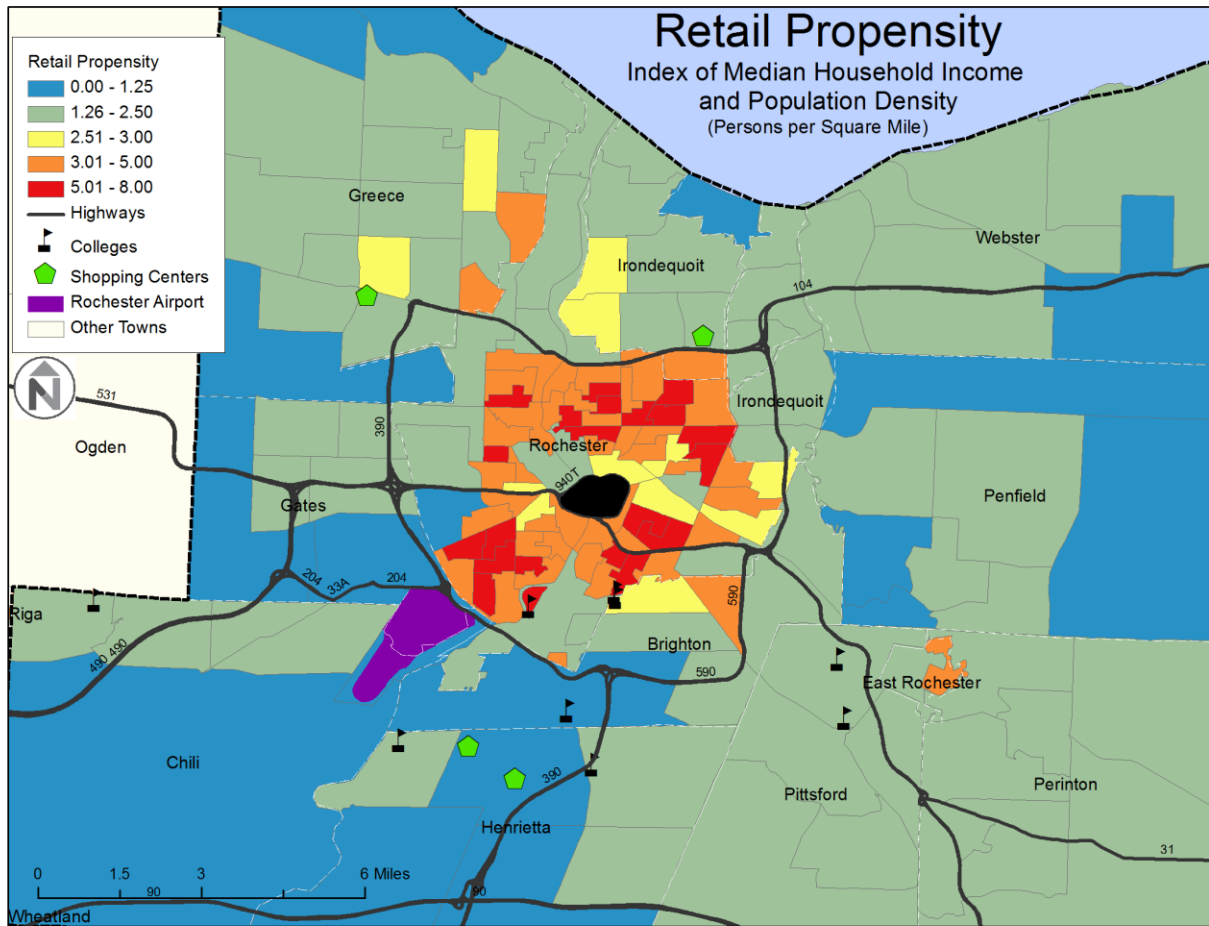 Retail Propensity
Index of Median Household Income
and Population Density
(Persons per Square Mile)
Retail Propensity
0.00 - 1.25
1.26 - 2.50
2.51 - 3.00
3.01 - 5.00
5.01 - 8.00
Highways
Colleges
Shopping Centers
Rochester Airport
Other Towns
N
Greece
Webster
Irondequoit
104
531
390
Irondequoit
Ogden
Rochester
940T
Gates
Penfield
204
33A
204
590
Riga
Brighton
490
490
590
East Rochester
Chili
390
Pittsford
Perinton
Henrietta
31
0
1.5
3
6 Miles
90
90
Wheatland